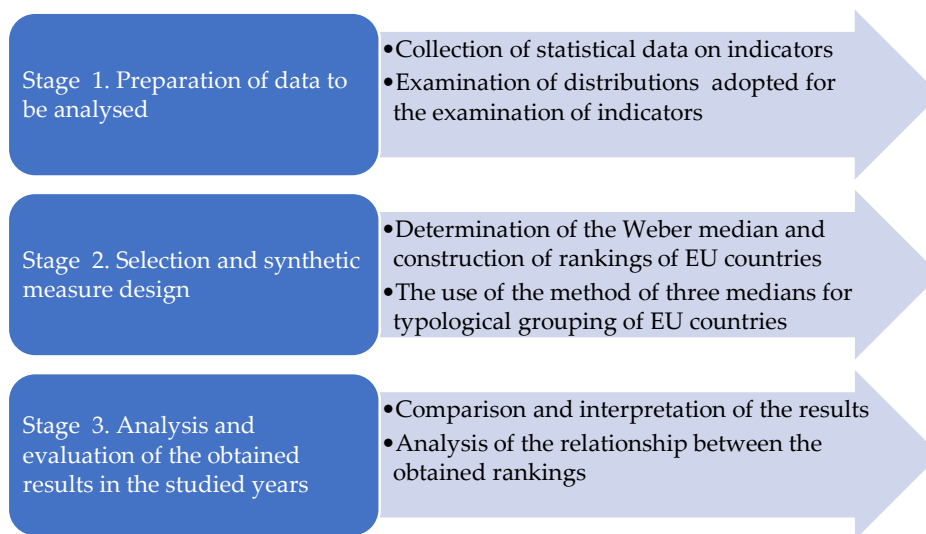 Stage 1. Preparation of data to
be analysed
•Collection of statistical data on indicators
•Examination of distributions adopted for
the examination of indicators
Stage 2. Selection and synthetic
measure design
•Determination of the Weber median and
construction of rankings of EU countries
•The use of the method of three medians for
typological grouping of EU countries
Stage 3. Analysis and
evaluation of the obtained
results in the studied years
•Comparison and interpretation of the results
•Analysis of the relationship between the
obtained rankings